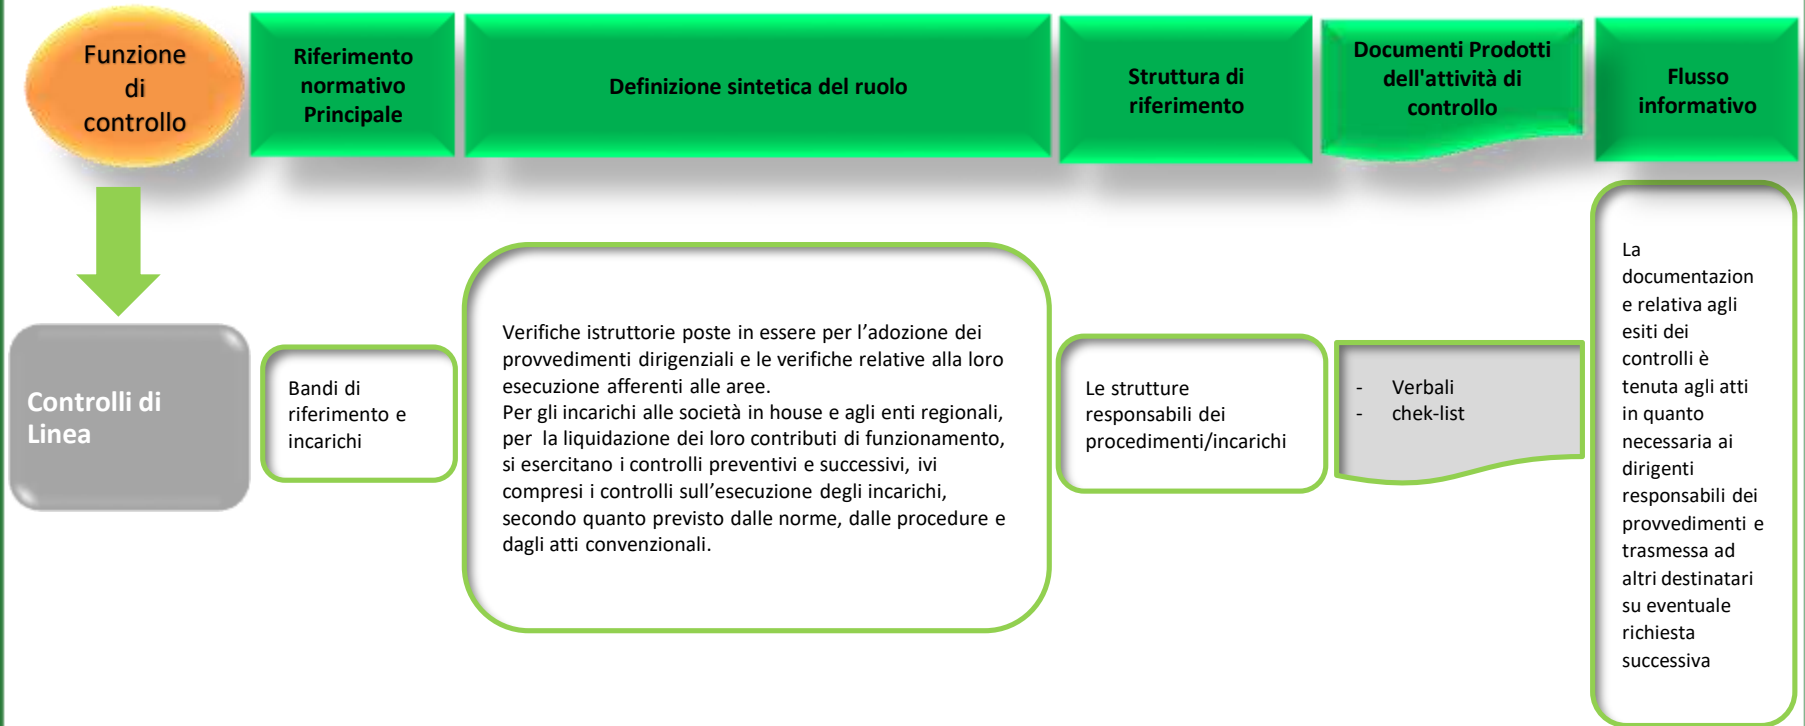 Funzione
di
controllo
Riferimento
normativo
Principale
Definizione sintetica del ruolo
Struttura di
riferimento
Documenti Prodotti
dell'attività di
controllo
Flusso
informativo
Controlli di
Linea
Bandi di
riferimento e
incarichi
Verifiche istruttorie poste in essere per l’adozione dei
provvedimenti dirigenziali e le verifiche relative alla loro
esecuzione afferenti alle aree.
Per gli incarichi alle società in house e agli enti regionali,
per la liquidazione dei loro contributi di funzionamento,
si esercitano i controlli preventivi e successivi, ivi
compresi i controlli sull’esecuzione degli incarichi,
secondo quanto previsto dalle norme, dalle procedure e
dagli atti convenzionali.
Le strutture
responsabili dei
procedimenti/incarichi
- Verbali
- chek-list
La
documentazion
e relativa agli
esiti dei
controlli è
tenuta agli atti
in quanto
necessaria ai
dirigenti
responsabili dei
provvedimenti e
trasmessa ad
altri destinatari
su eventuale
richiesta
successiva